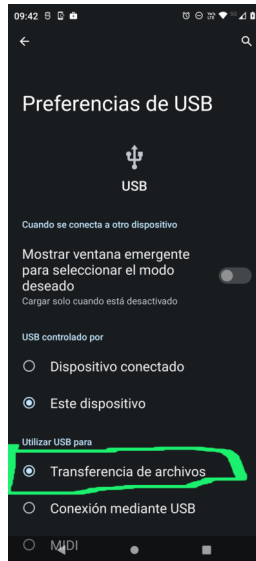 09:42
Preferencias de USB
USB
Cuando se conecta a otro dispositivo
Mostrar ventana emergente
para seleccionar el modo
deseado
Cargar solo cuando está desactivado
USB controlado por
Dispositivo conectado
Este dispositivo
Utilizar USB para
Transferencia de archivos
Conexión mediante USB
MIDI